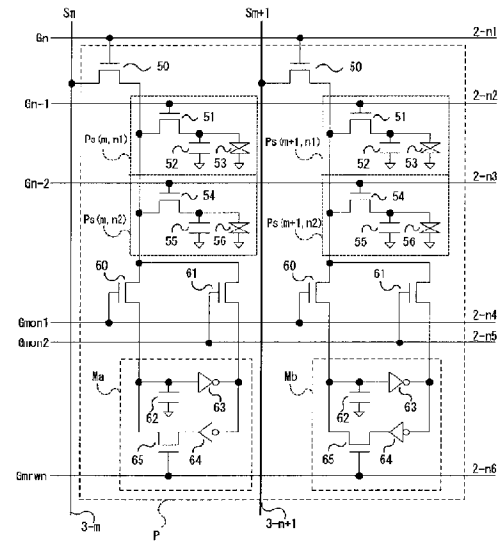 Sm Sm+1
Gn 2-n1
50 50
Gn-1 2-n2
51 51
Ps(m,n1) 52 53 Ps(m+1,n1) 52 53
Gn-2 2-n3
54 54
Ps(m,n2) 55 56 Ps(m+1,n2) 55 56
60 61 60 61
Gmon1 2-n4
Gmon2 2-n5
Ma Mb
62 63 62 63
65 64 65 64
Gmrwn 2-n6
3-m P 3-n+1